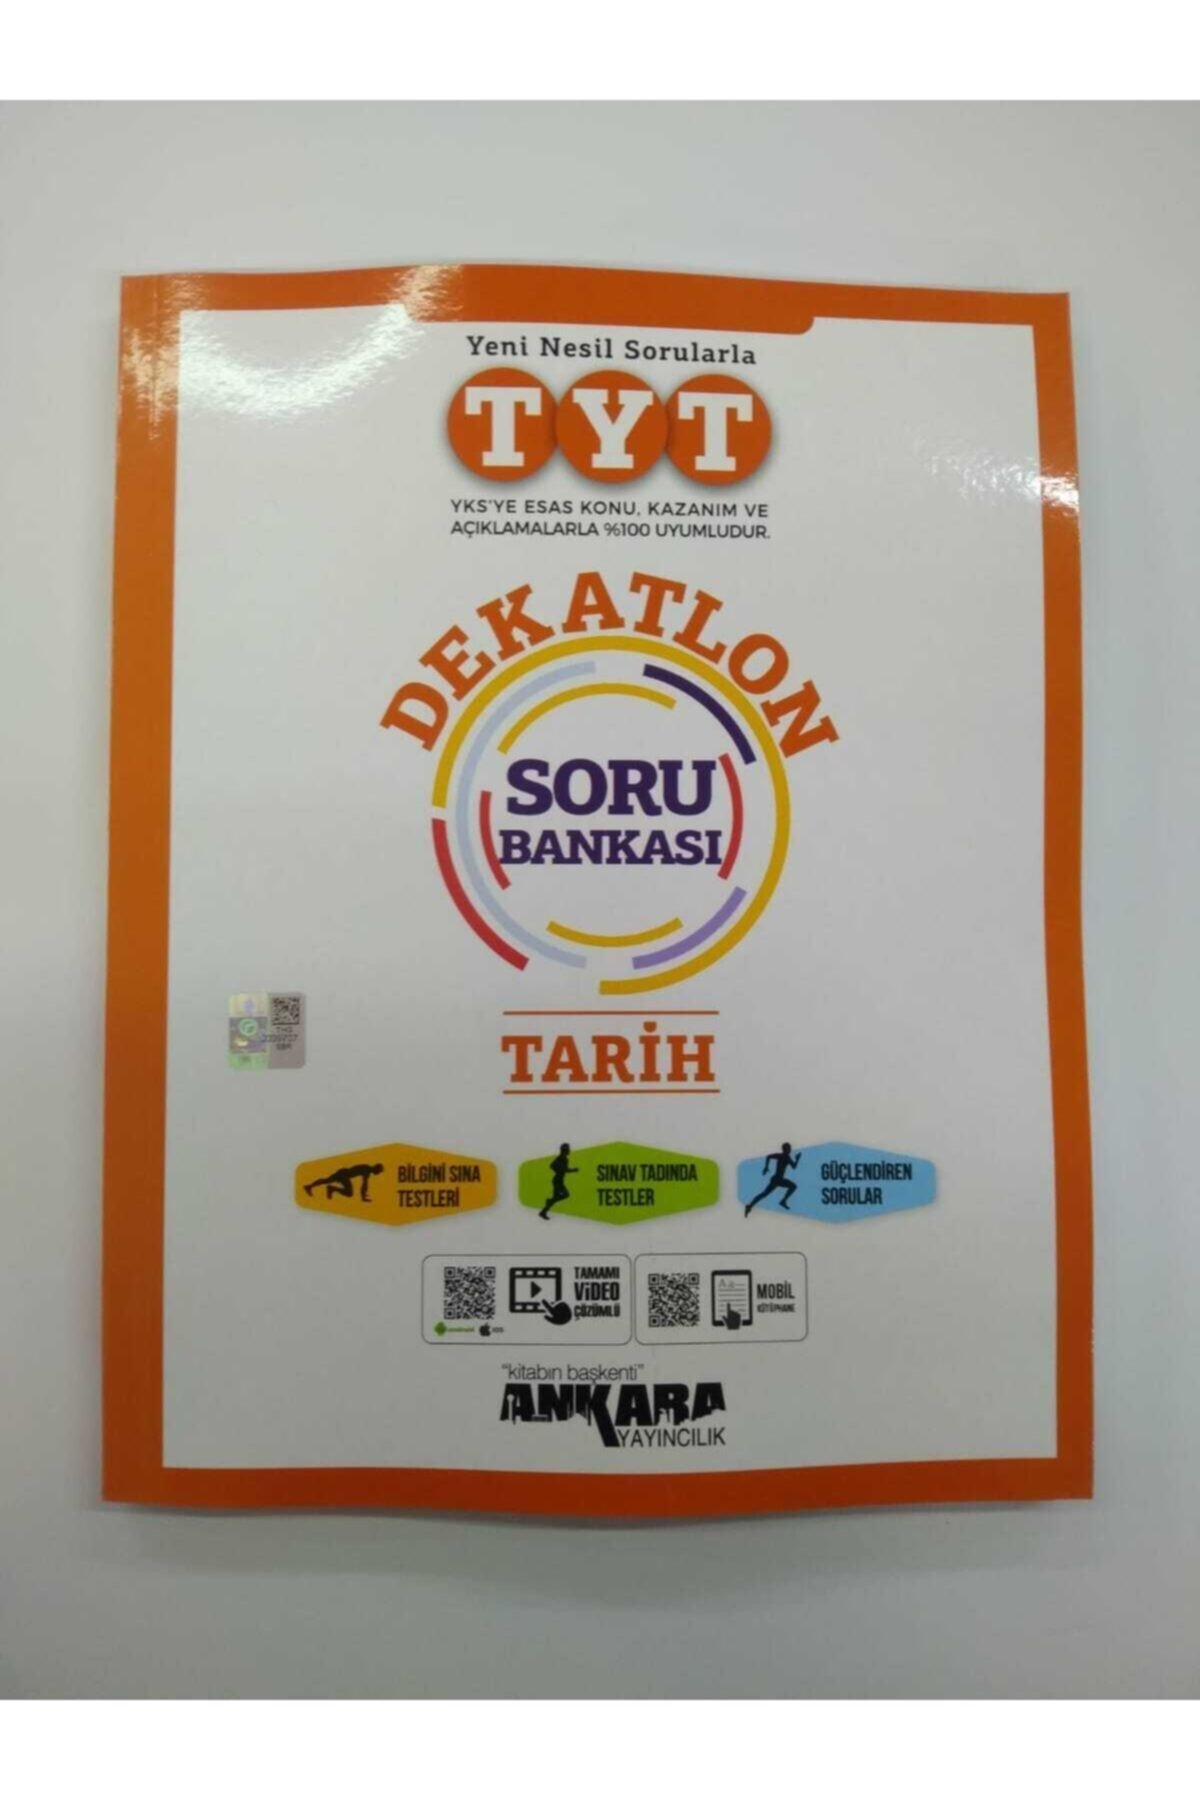 Yeni Nesil Sorularla
TYT
YKS'YE ESAS KONU, KAZANIM VE
AÇIKLAMALARLA %100 UYUMLUDUR.
DEKATLON
SORU
BANKASI
TARİH
BİLGİNİ SINA
TESTLERİ
SINAV TADINDA
TESTLER
GÜÇLENDİREN
SORULAR
TAMAMI
VİDEO
ÇÖZÜMLÜ
android iOS
MOBİL
KÜTÜPHANE
"kitabın başkenti"
ANKARA
YAYINCILIK